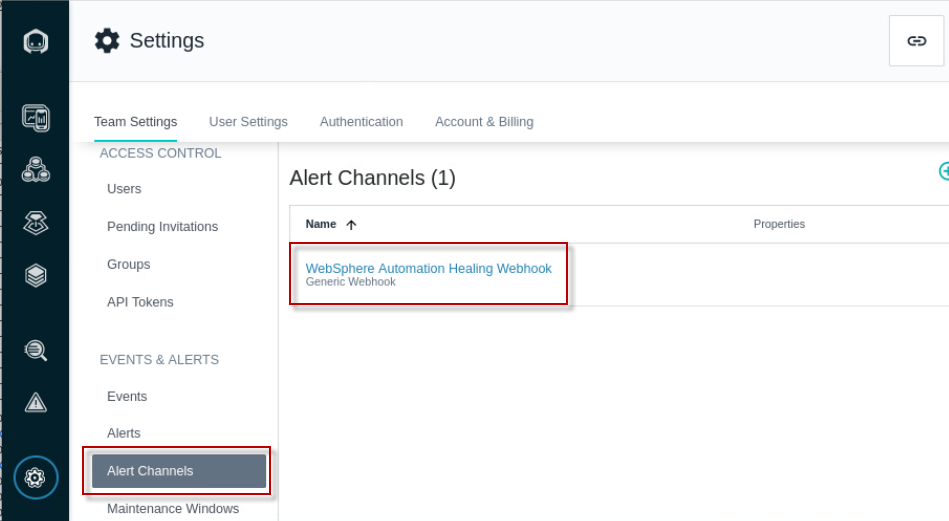 Settings
Team Settings User Settings Authentication Account & Billing
ACCESS CONTROL
Users
Pending Invitations
Groups
API Tokens
EVENTS & ALERTS
Events
Alerts
Alert Channels
Maintenance Windows
Alert Channels (1)
Name Properties
WebSphere Automation Healing Webhook
Generic Webhook